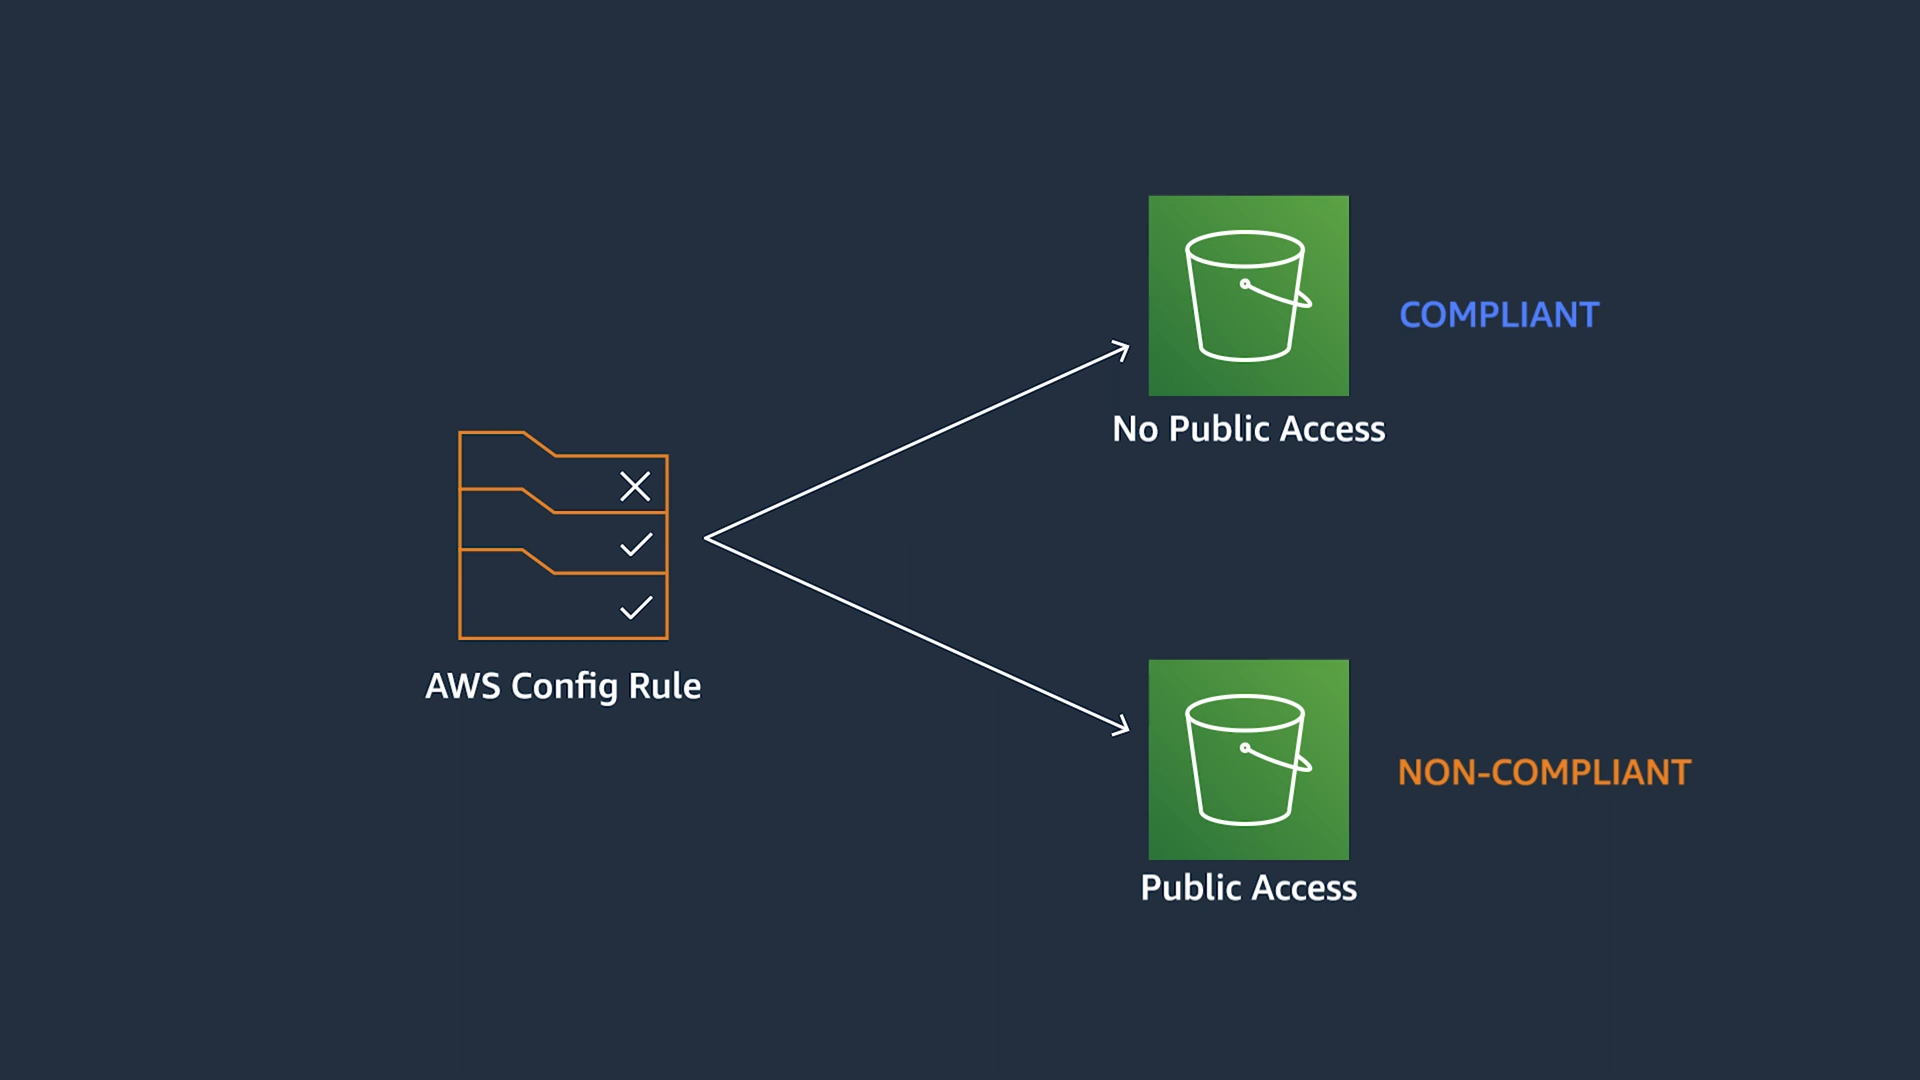 COMPLIANT
No Public Access
AWS Config Rule
NON-COMPLIANT
Public Access